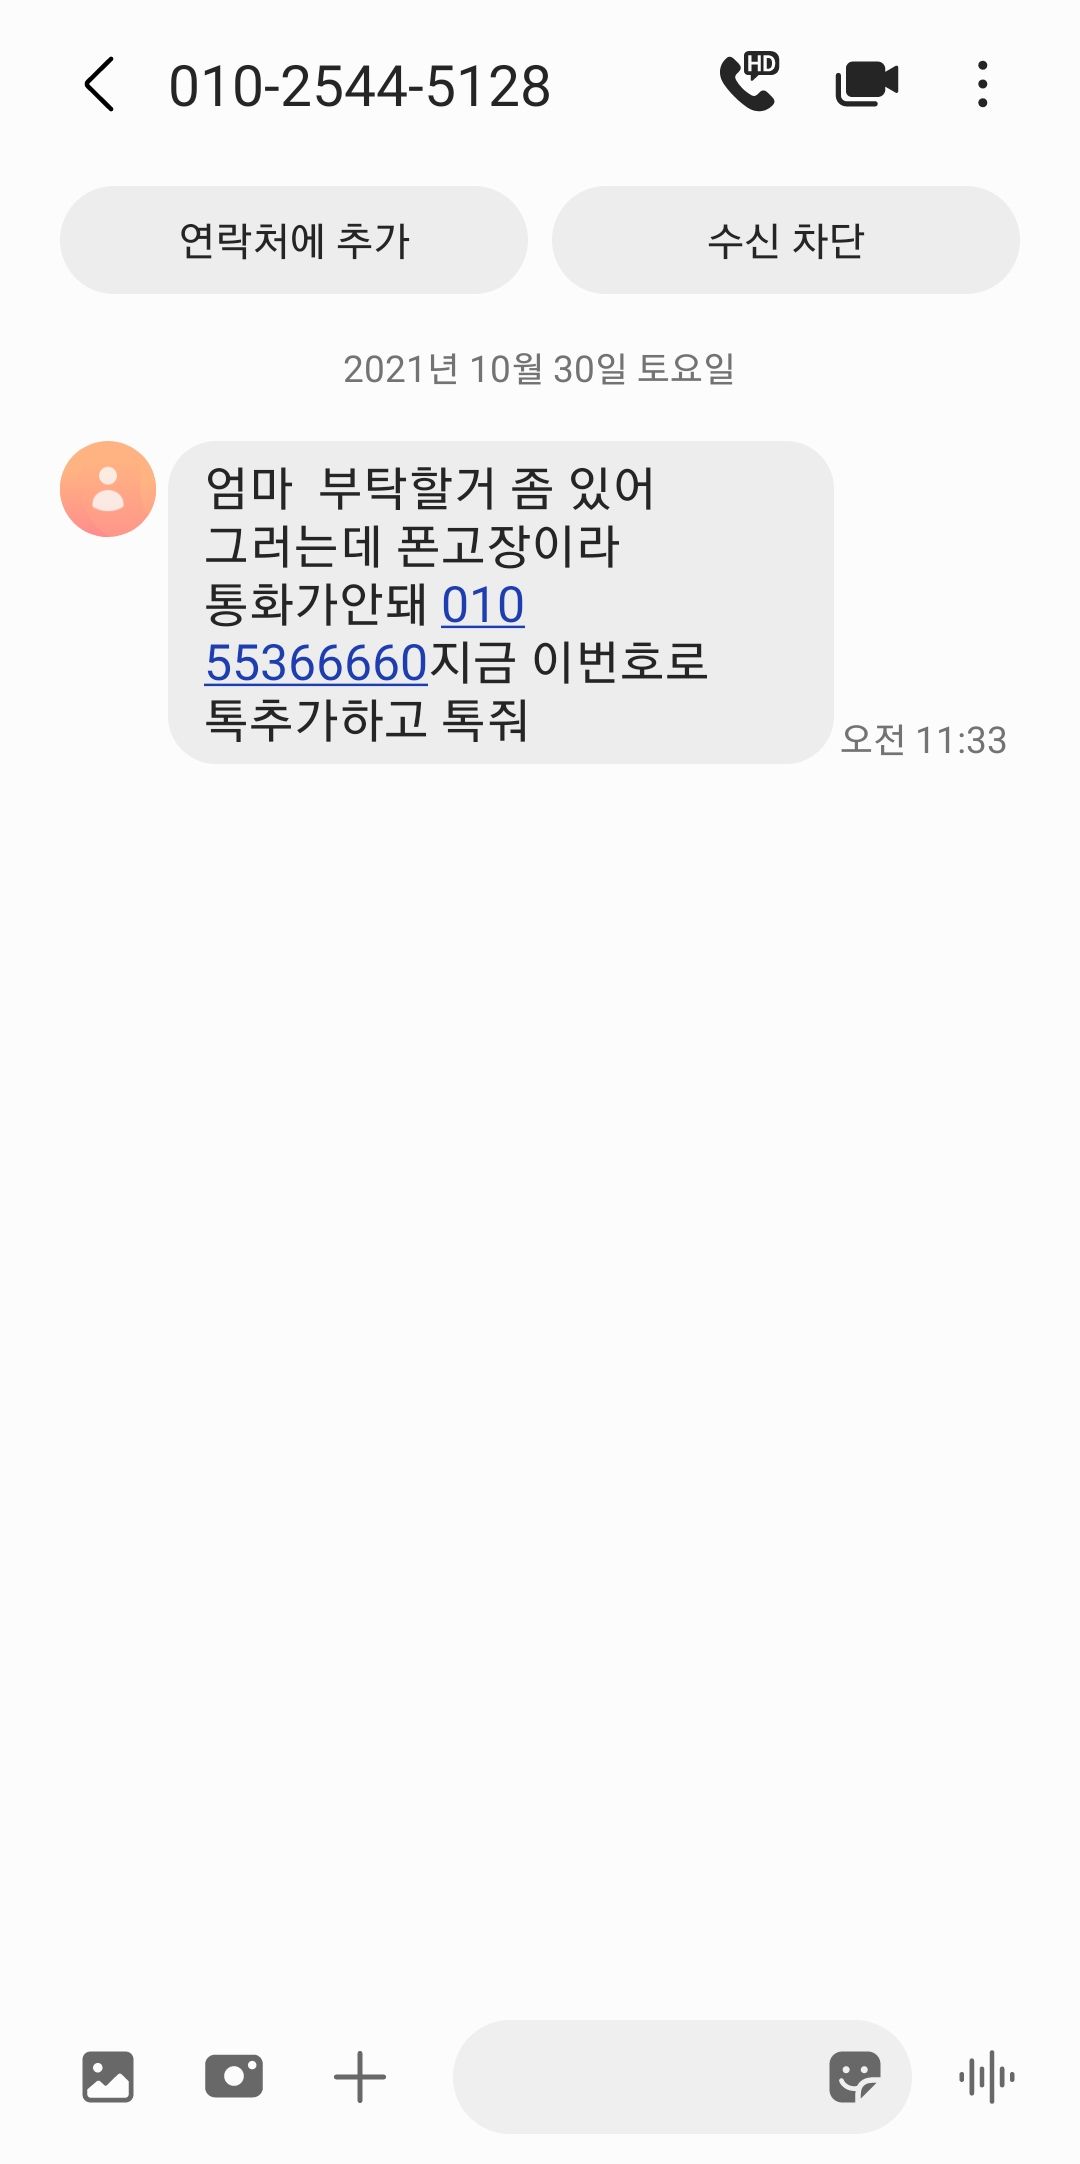 010-2544-5128
HD
연락처에 추가
수신 차단
2021년 10월 30일 토요일
엄마  부탁할거 좀 있어
그러는데 폰고장이라
통화가안돼 010
55366660지금 이번호로
톡추가하고 톡줘
오전 11:33